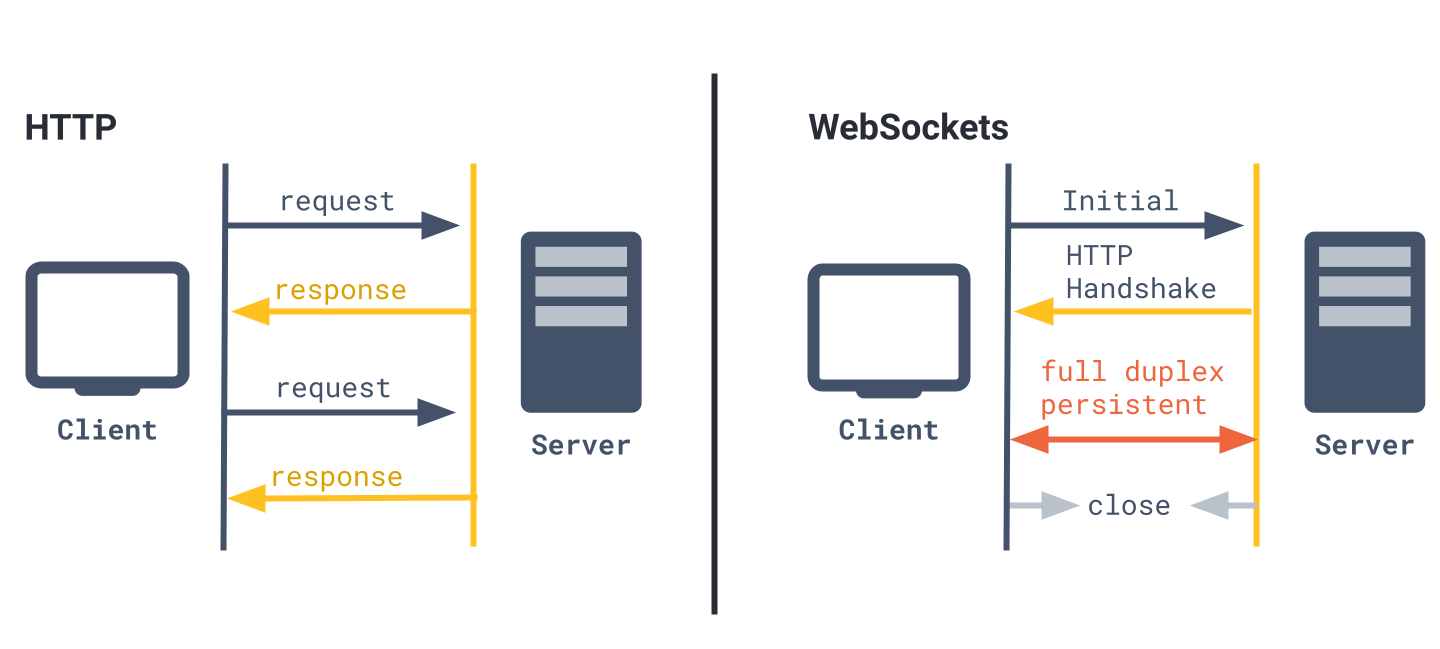 HTTP
request
response
request
response
Client
Server
WebSockets
Initial
HTTP
Handshake
full duplex
persistent
close
Client
Server